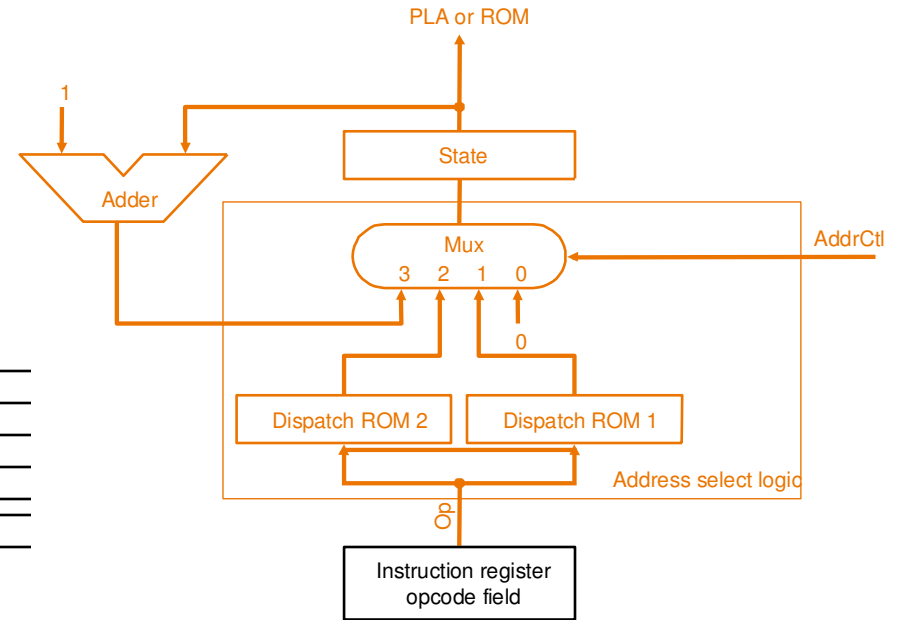 PLA or ROM
1
State
Adder
Mux
AddrCtl
3 2 1 0
0
Dispatch ROM 2
Dispatch ROM 1
Address select logic
Op
Instruction register
opcode field